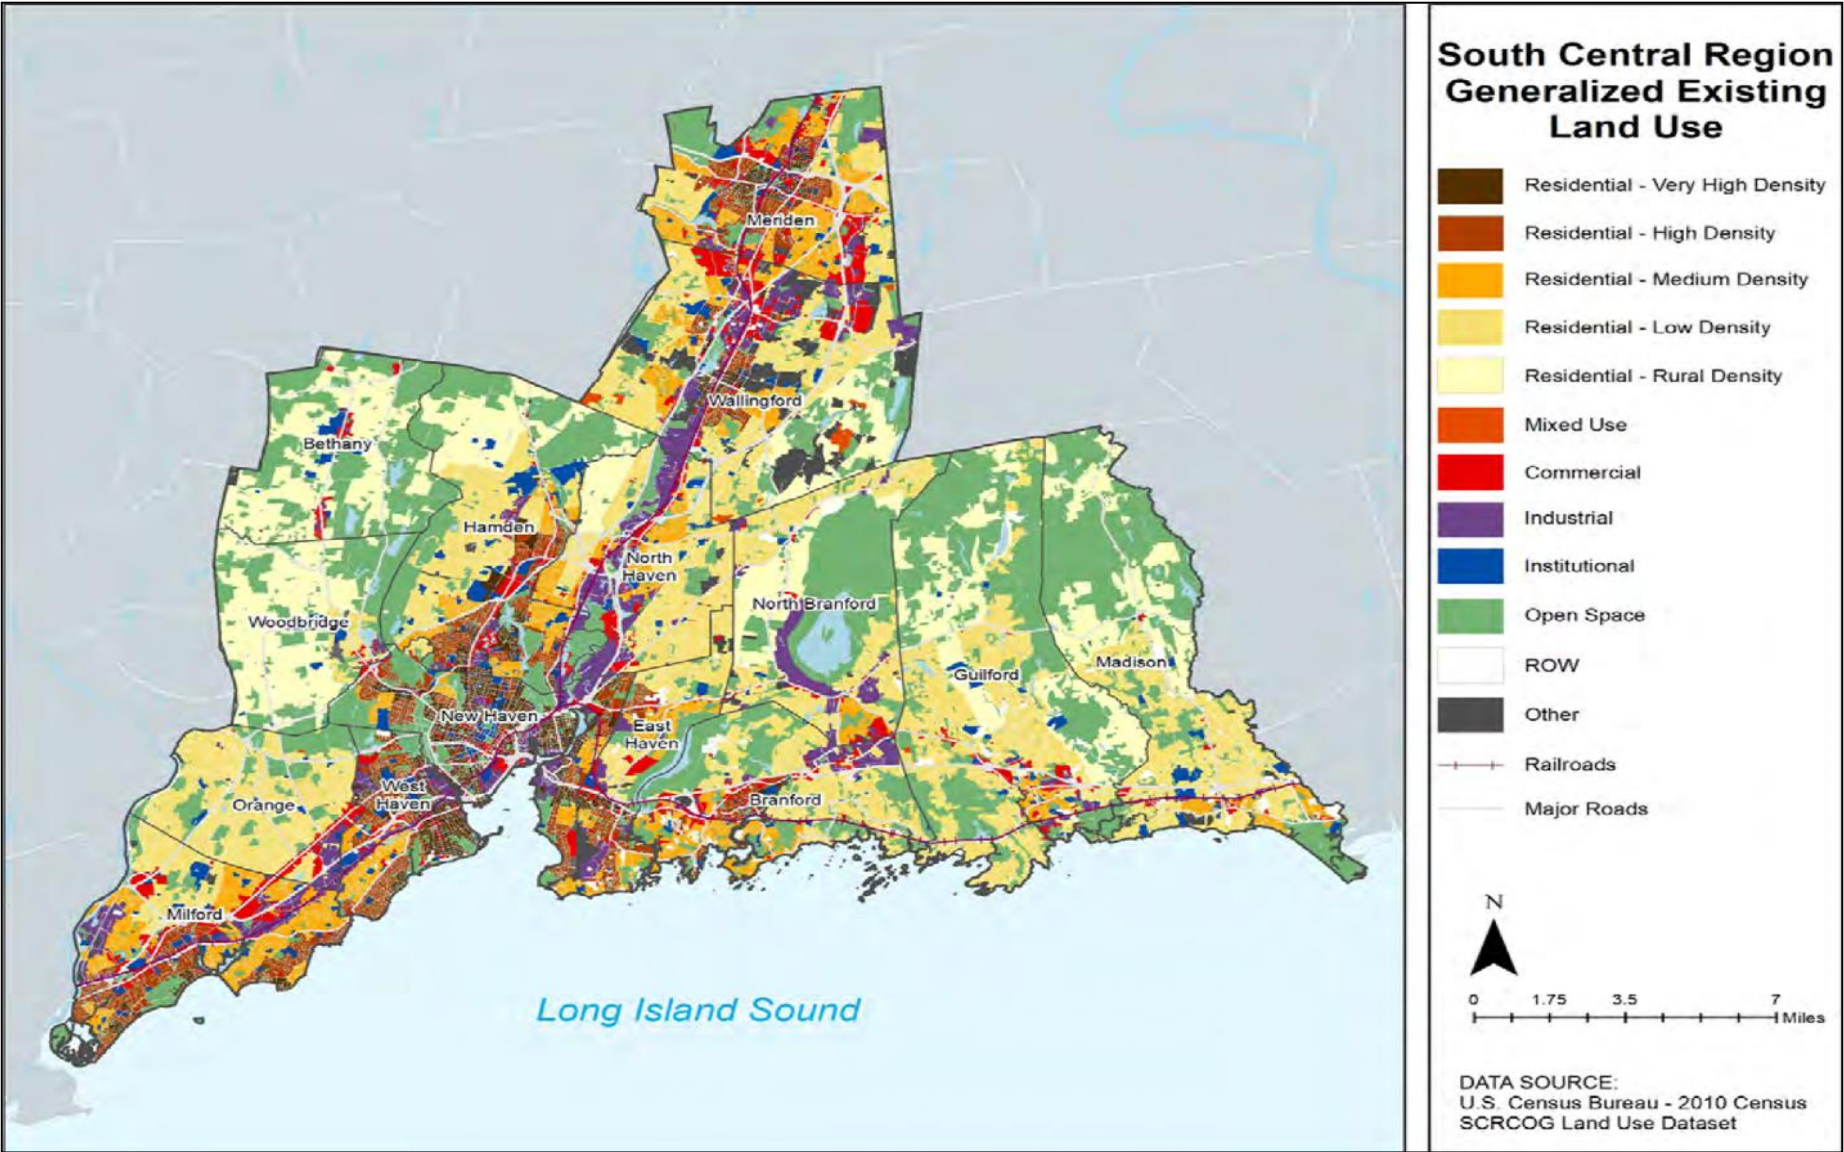 South Central Region
Generalized Existing
Land Use
Residential - Very High Density
Residential - High Density
Residential - Medium Density
Residential - Low Density
Residential - Rural Density
Mixed Use
Commercial
Industrial
Institutional
Open Space
ROW
Other
Railroads
Major Roads
N
0 1.75 3.5 7
Miles
DATA SOURCE:
U.S. Census Bureau - 2010 Census
SCRCOG Land Use Dataset
Meriden
Wallingford
Bethany
Hamden
North
Haven
North Branford
Woodbridge
Guilford
Madison
New Haven
East
Haven
West
Haven
Orange
Branford
Milford
Long Island Sound